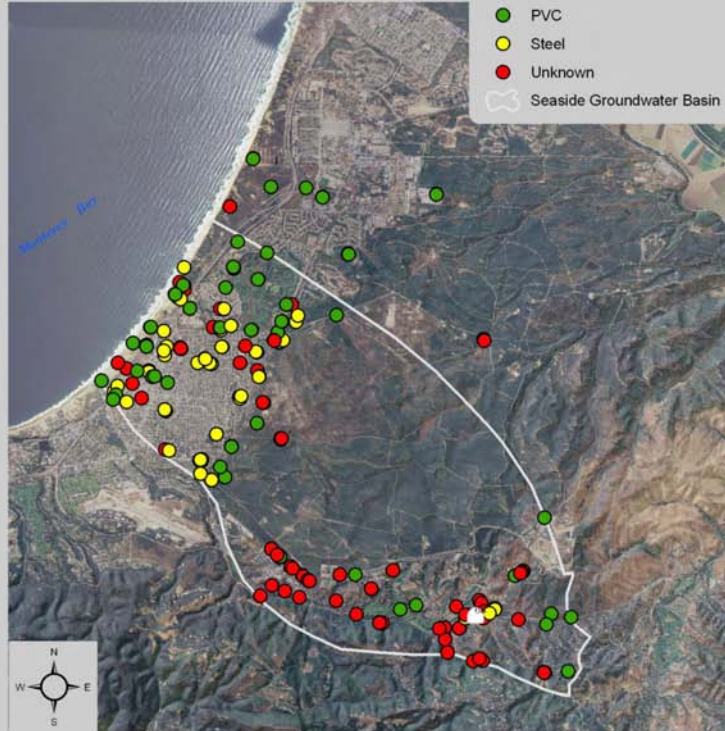 PVC
Steel
Unknown
Seaside Groundwater Basin
Monterey Bay
N
W E
S